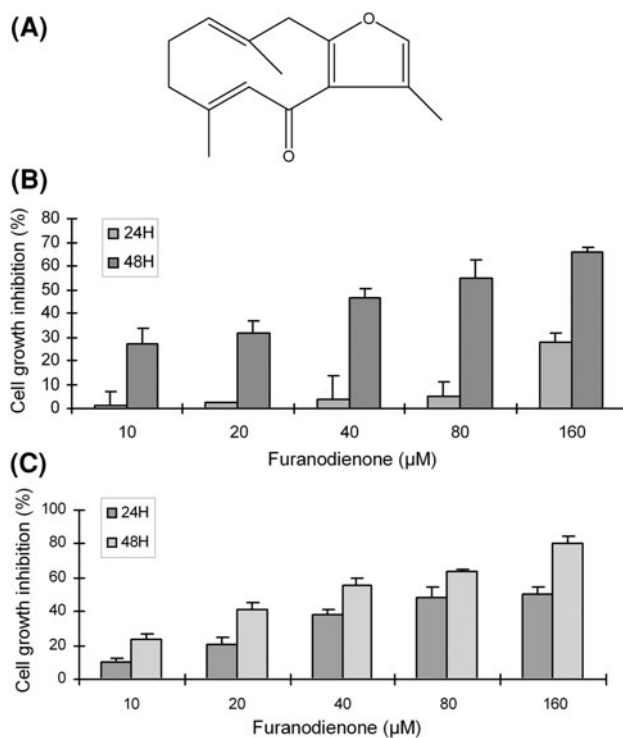 (A)
O
O
(B)
Cell growth inhibition (%)
80
70
60
50
40
30
20
10
0
24H
48H
10 20 40 80 160
Furanodienone (µM)
(C)
Cell growth inhibition (%)
100
80
60
40
20
0
24H
48H
10 20 40 80 160
Furanodienone (µM)